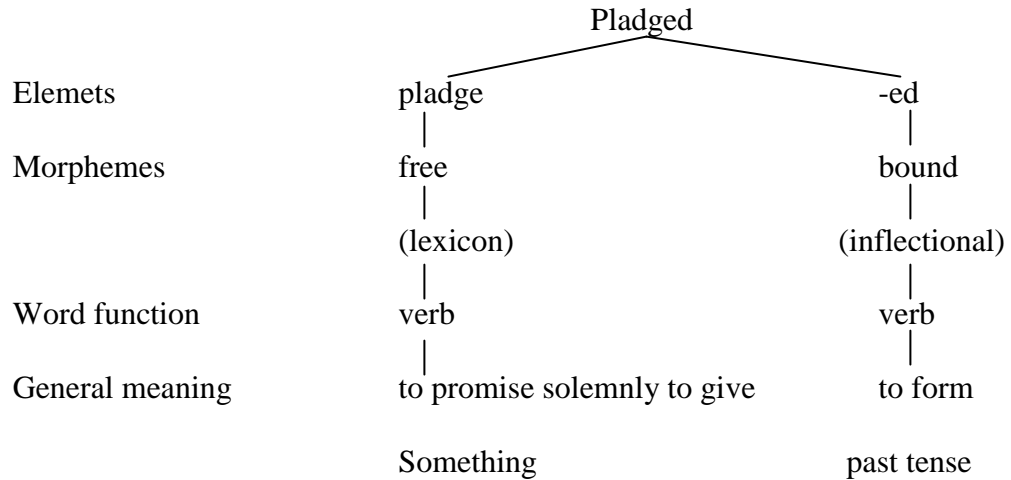 Pladged
Elemets pladge -ed
Morphemes free bound
(lexicon) (inflectional)
Word function verb verb
General meaning to promise solemnly to give to form
Something past tense